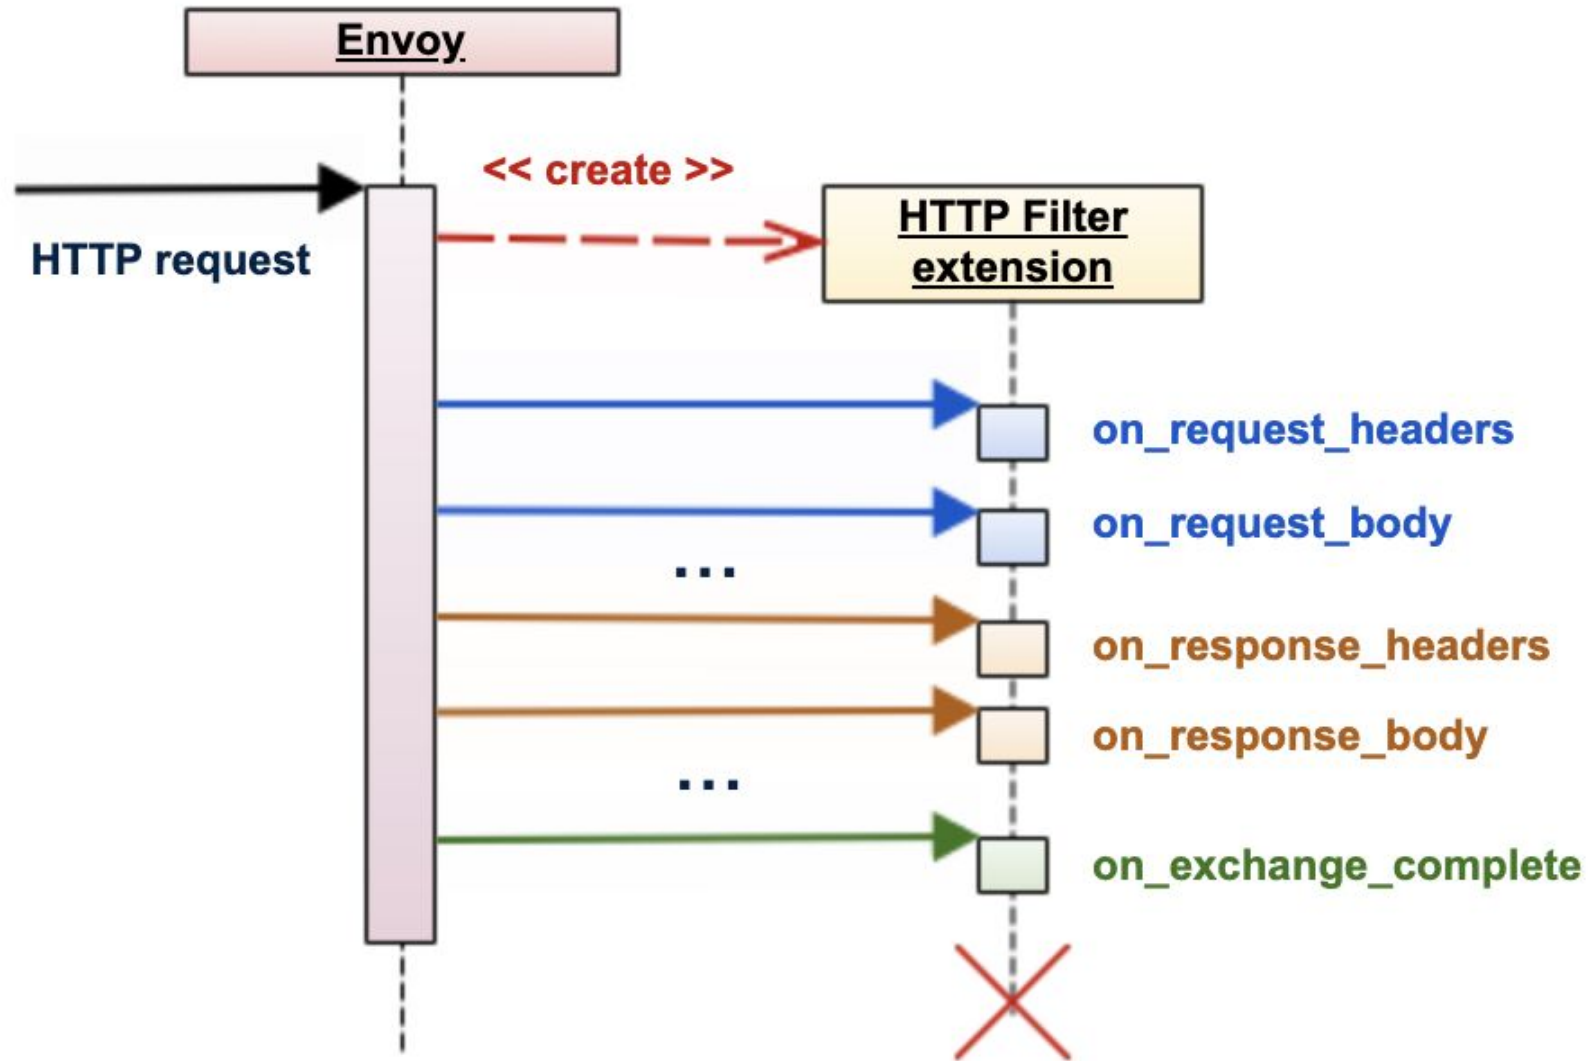 Envoy
<< create >>
HTTP request
HTTP Filter
extension
on_request_headers
on_request_body
...
on_response_headers
on_response_body
...
on_exchange_complete